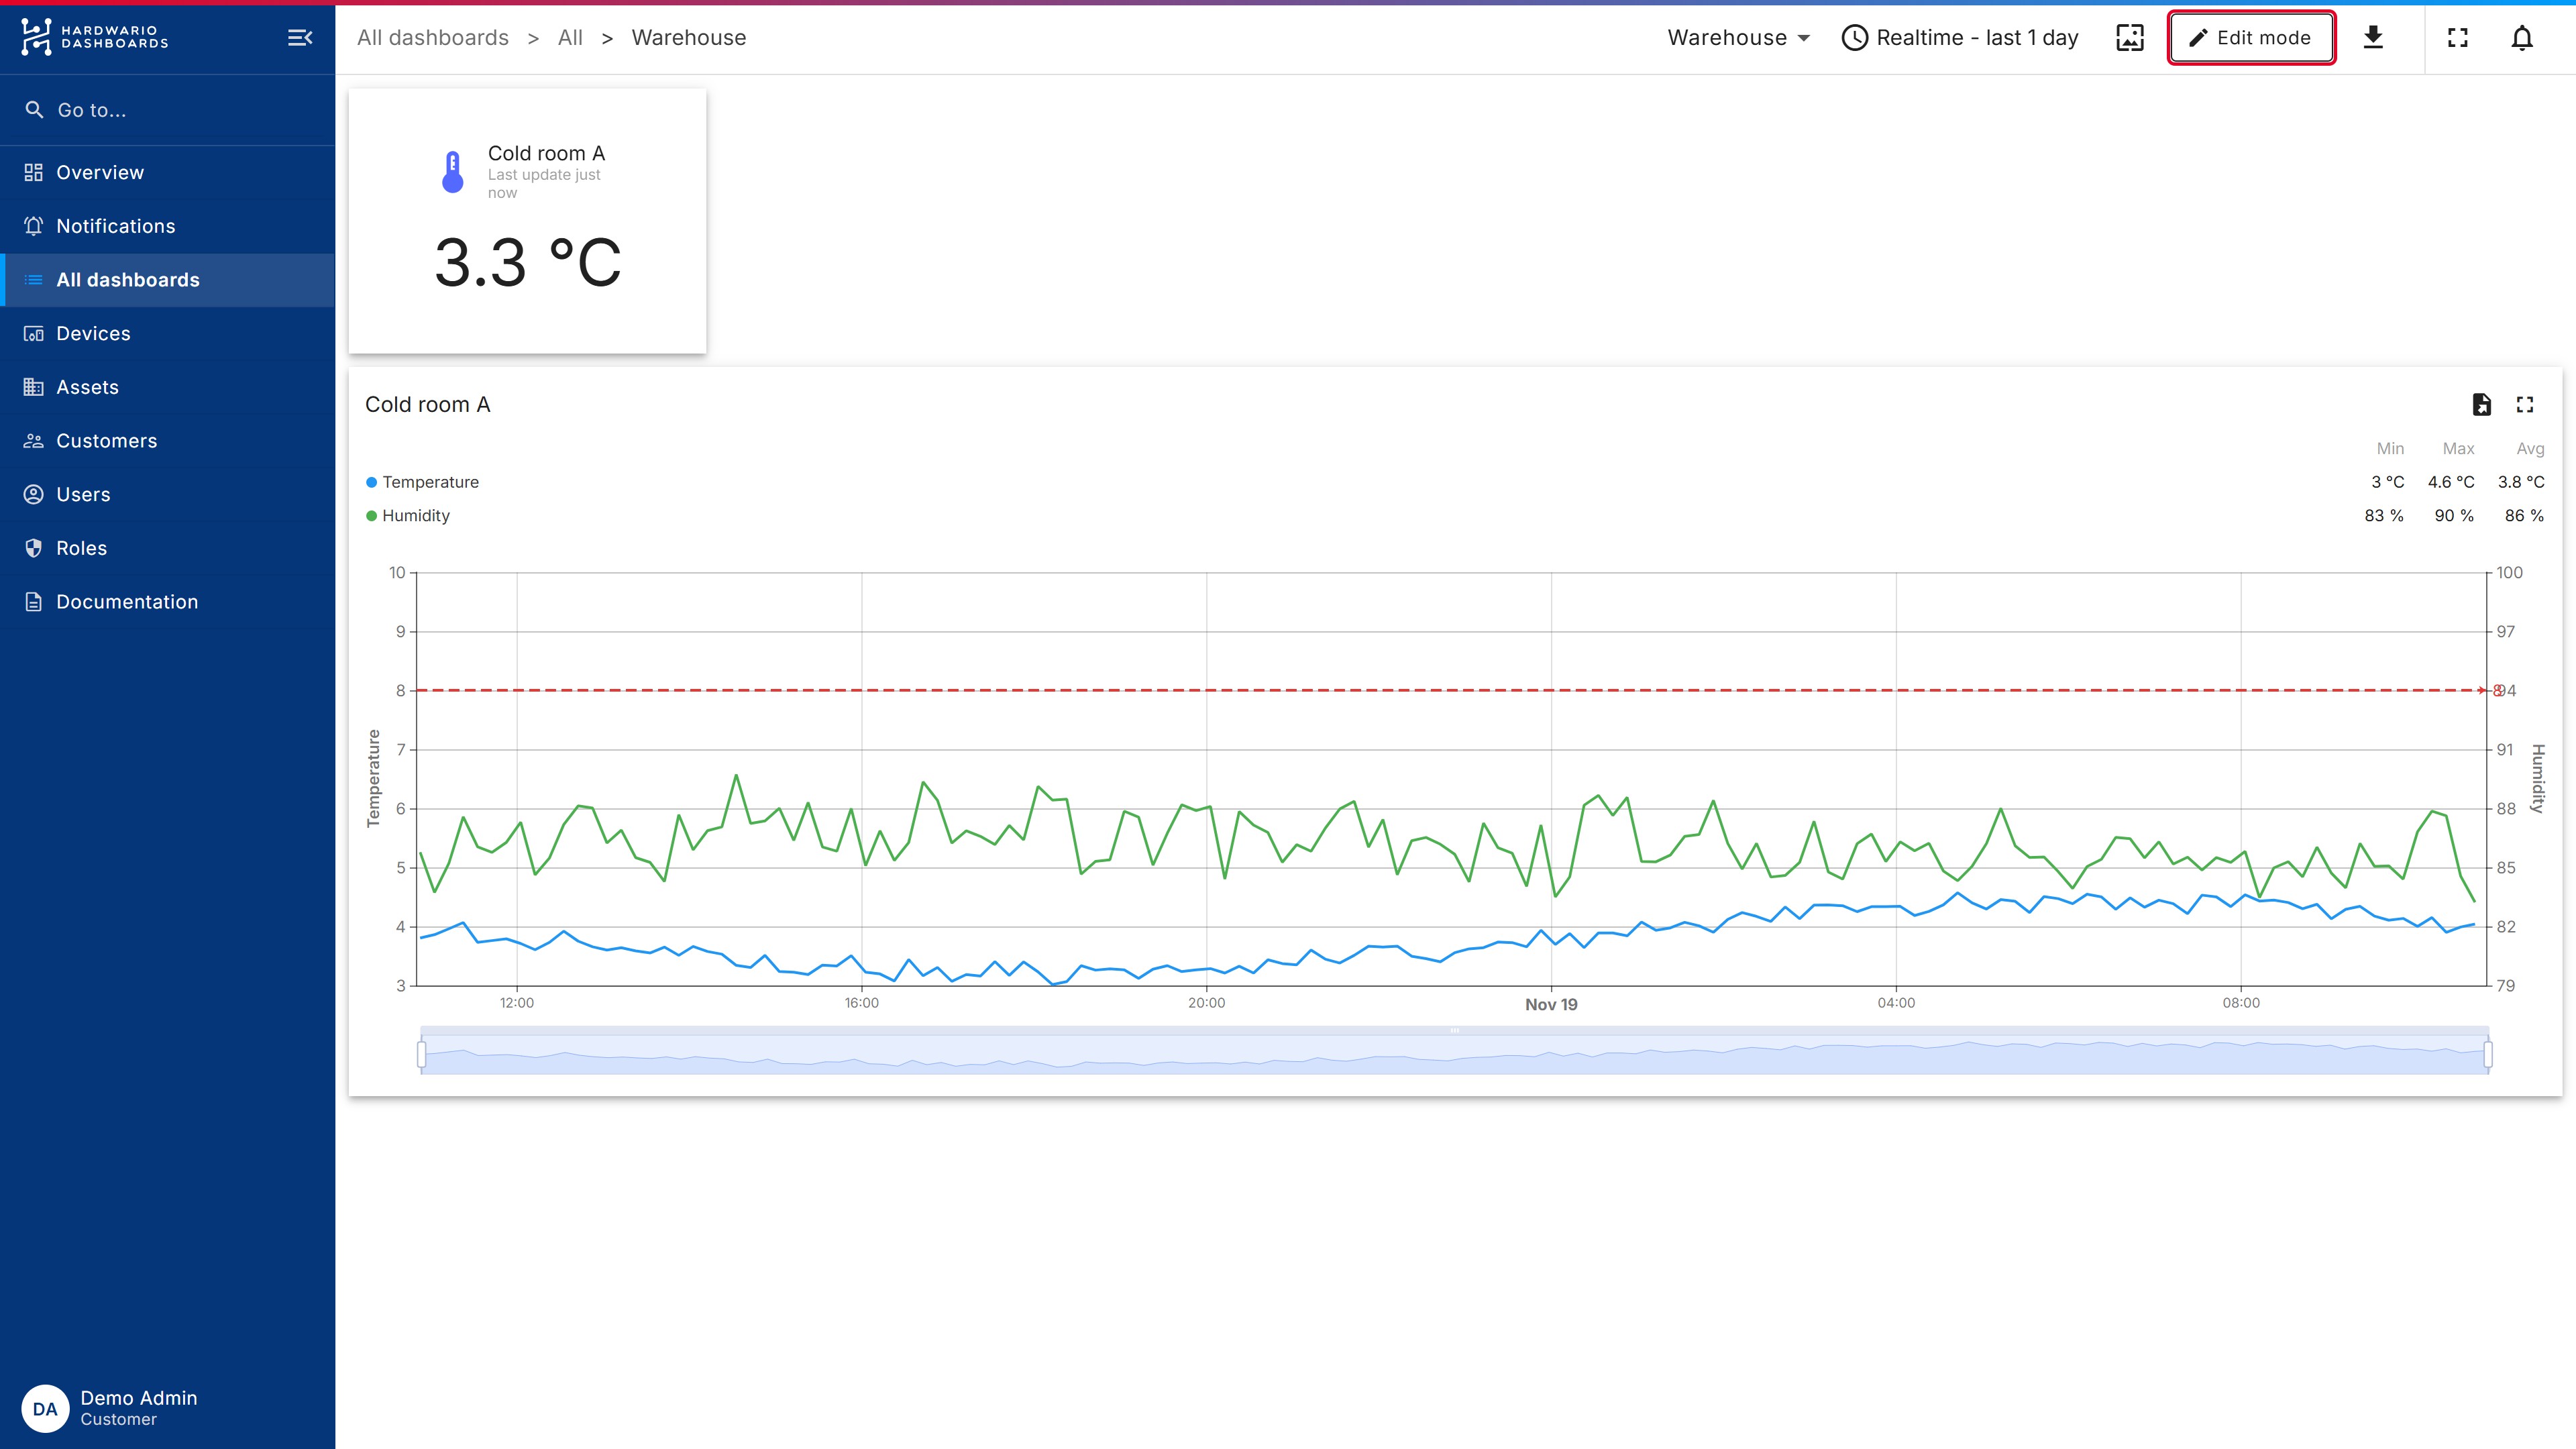 HARDWARIO
DASHBOARDS
Go to...
Overview
Notifications
All dashboards
Devices
Assets
Customers
Users
Roles
Documentation
DA
Demo Admin
Customer
All dashboards > All > Warehouse
Warehouse
Realtime - last 1 day
Edit mode
Cold room A
Last update just
now
3.3 °C
Cold room A
Min Max Avg
Temperature 3 °C 4.6 °C 3.8 °C
Humidity 83 % 90 % 86 %
Temperature
10
9
8
7
6
5
4
3
100
97
8
94
91
88
85
82
79
Humidity
12:00 16:00 20:00 Nov 19 04:00 08:00